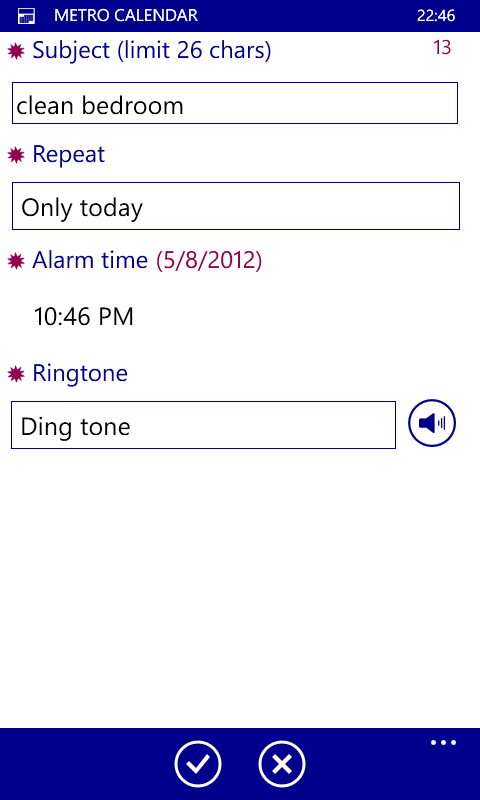 METRO CALENDAR 22:46
Subject (limit 26 chars) 13
clean bedroom
Repeat
Only today
Alarm time (5/8/2012)
10:46 PM
Ringtone
Ding tone